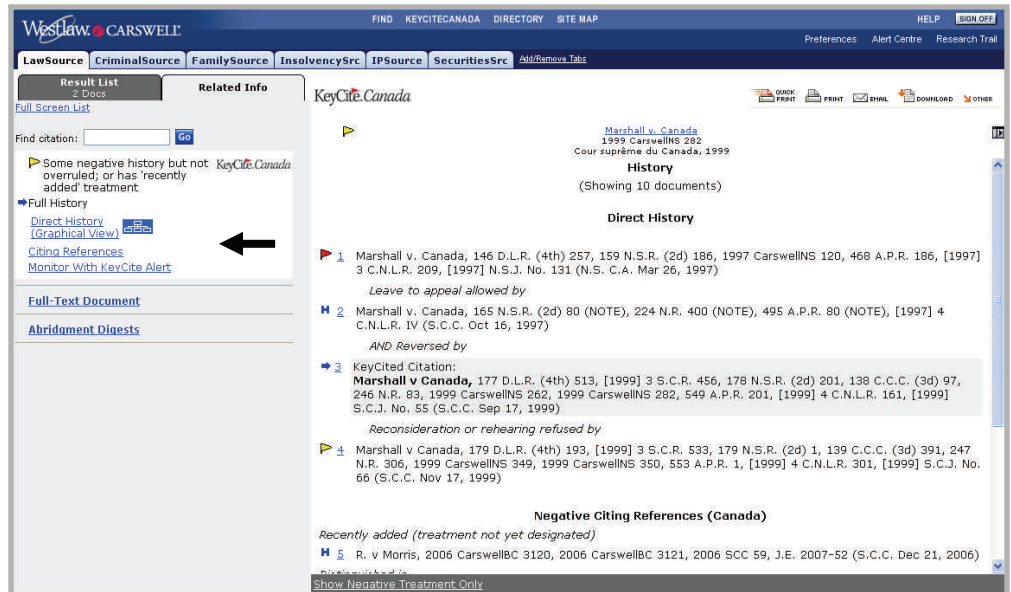 FIND KEYCITECANADA DIRECTORY SITE MAP HELP SIGN OFF
Westlaw. CARSWELL
Preferences Alert Centre Research Trail
LawSource CriminalSource FamilySource InsolvencySrc IPSource SecuritiesSrc Add/Remove Tabs
Result List
2 Docs
Related Info
Full Screen List
Find citation: Go
Some negative history but not
overruled; or has 'recently
added' treatment
KeyCite.Canada
Full History
Direct History
(Graphical View)
Citing References
Monitor With KeyCite Alert
Full-Text Document
Abridgment Digests
KeyCite.Canada
QUICK PRINT PRINT EMAIL DOWNLOAD OTHER
Marshall v. Canada
1999 CarswellNS 282
Cour suprême du Canada, 1999
History
(Showing 10 documents)
Direct History
1 Marshall v. Canada, 146 D.L.R. (4th) 257, 159 N.S.R. (2d) 186, 1997 CarswellNS 120, 468 A.P.R. 186, [1997]
3 C.N.L.R. 209, [1997] N.S.J. No. 131 (N.S. C.A. Mar 26, 1997)
Leave to appeal allowed by
H 2 Marshall v. Canada, 165 N.S.R. (2d) 80 (NOTE), 224 N.R. 400 (NOTE), 495 A.P.R. 80 (NOTE), [1997] 4
C.N.L.R. IV (S.C.C. Oct 16, 1997)
AND Reversed by
3 KeyCited Citation:
Marshall v Canada, 177 D.L.R. (4th) 513, [1999] 3 S.C.R. 456, 178 N.S.R. (2d) 201, 138 C.C.C. (3d) 97,
246 N.R. 83, 1999 CarswellNS 262, 1999 CarswellNS 282, 549 A.P.R. 201, [1999] 4 C.N.L.R. 161, [1999]
S.C.J. No. 55 (S.C.C. Sep 17, 1999)
Reconsideration or rehearing refused by
4 Marshall v Canada, 179 D.L.R. (4th) 193, [1999] 3 S.C.R. 533, 179 N.S.R. (2d) 1, 139 C.C.C. (3d) 391, 247
N.R. 306, 1999 CarswellNS 349, 1999 CarswellNS 350, 553 A.P.R. 1, [1999] 4 C.N.L.R. 301, [1999] S.C.J. No.
66 (S.C.C. Nov 17, 1999)
Negative Citing References (Canada)
Recently added (treatment not yet designated)
H 5 R. v Morris, 2006 CarswellBC 3120, 2006 CarswellBC 3121, 2006 SCC 59, J.E. 2007-52 (S.C.C. Dec 21, 2006)
Show Negative Treatment Only